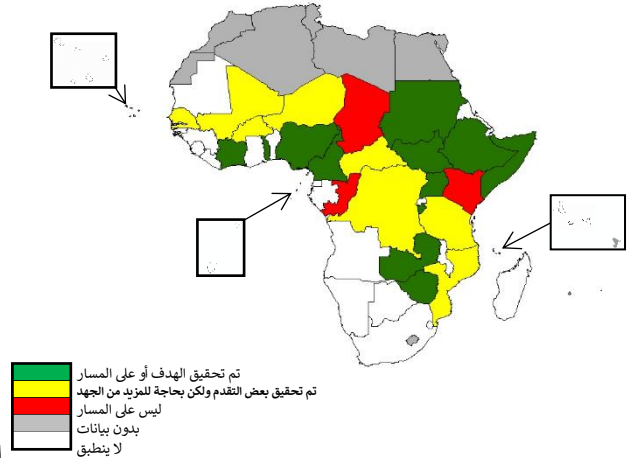 تم تحقيق الهدف أو على المسار
تم تحقيق بعض التقدم ولكن بحاجة للمزيد من الجهد
ليس على المسار
بدون بيانات
لا ينطبق